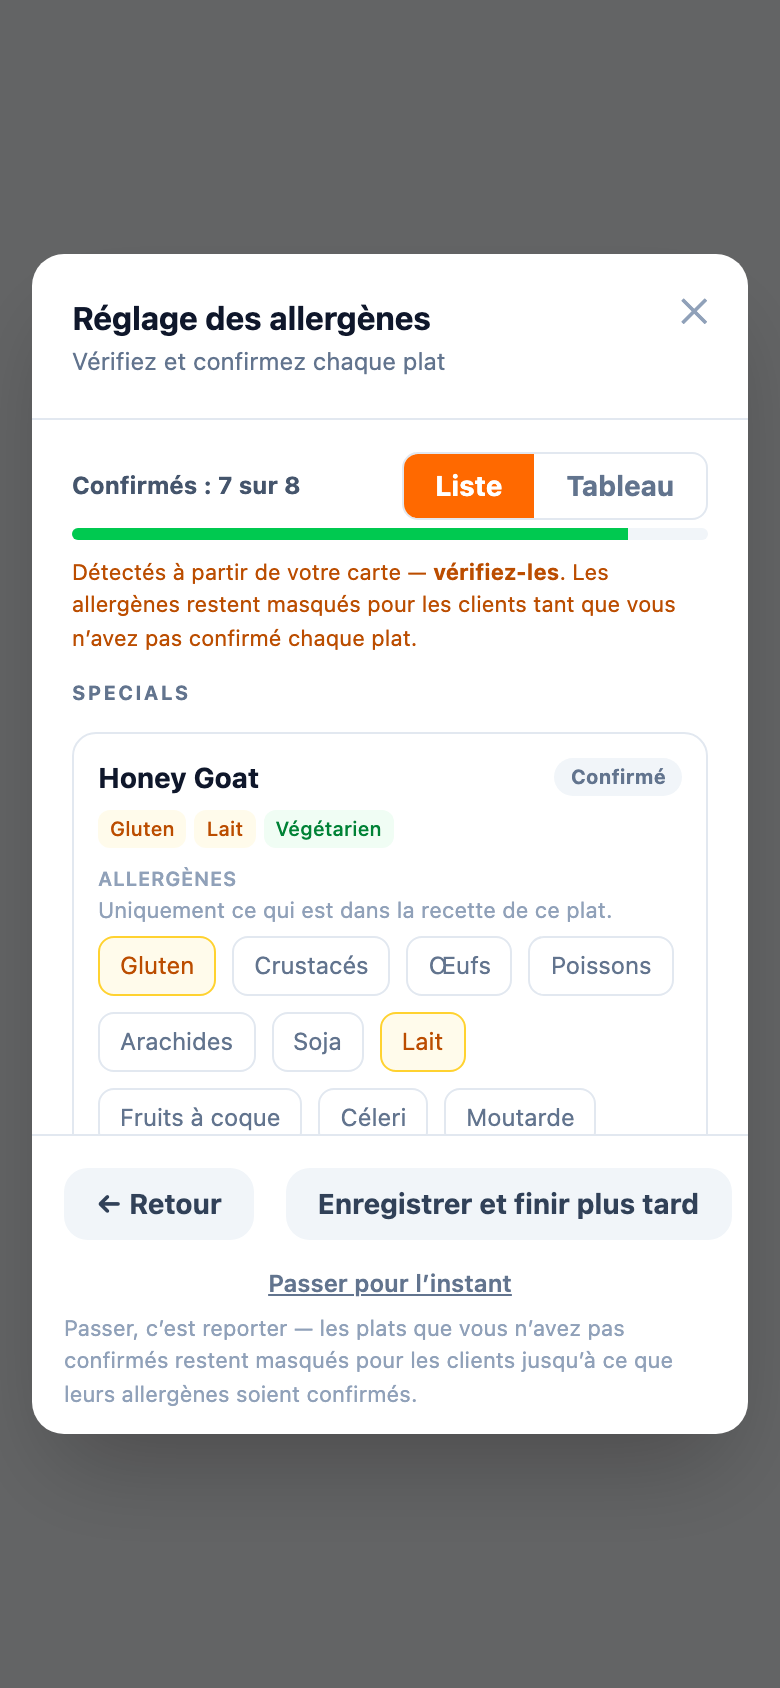 Réglage des allergènes
Vérifiez et confirmez chaque plat
Confirmés : 7 sur 8
Liste
Tableau
Détectés à partir de votre carte — vérifiez-les. Les
allergènes restent masqués pour les clients tant que vous
n’avez pas confirmé chaque plat.
SPECIALS
Honey Goat
Confirmé
Gluten Lait Végétarien
ALLERGÈNES
Uniquement ce qui est dans la recette de ce plat.
Gluten Crustacés Œufs Poissons
Arachides Soja Lait
Fruits à coque Céleri Moutarde
← Retour
Enregistrer et finir plus tard
Passer pour l’instant
Passer, c’est reporter — les plats que vous n’avez pas
confirmés restent masqués pour les clients jusqu’à ce que
leurs allergènes soient confirmés.